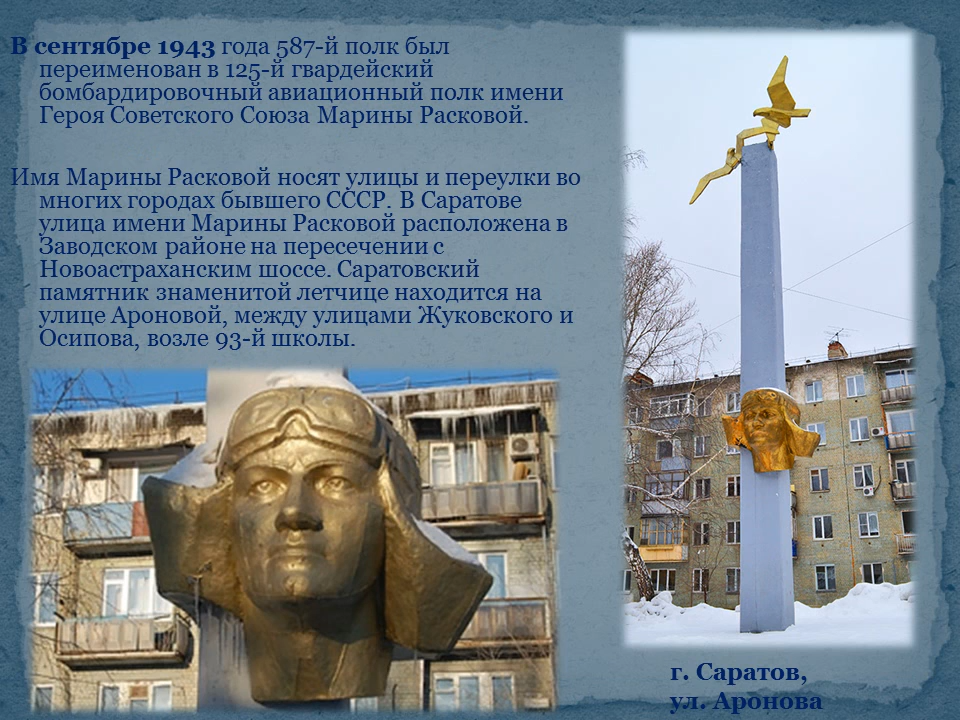 В сентябре 1943 года 587-й полк был
переименован в 125-й гвардейский
бомбардировочный авиационный полк имени
Героя Советского Союза Марины Расковой.
Имя Марины Расковой носят улицы и переулки во
многих городах бывшего СССР. В Саратове
улица имени Марины Расковой расположена в
Заводском районе на пересечении с
Новоастраханским шоссе. Саратовский
памятник знаменитой летчице находится на
улице Ароновой, между улицами Жуковского и
Осипова, возле 93-й школы.
г. Саратов,
ул. Аронова